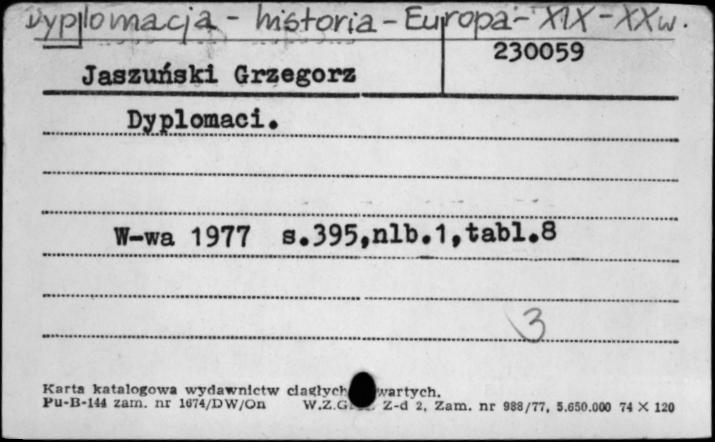 Dyplomacja - historia - Europa - XIX - XX w.
230059
Jaszuński Grzegorz
Dyplomaci.
W-wa 1977 s.395,nlb.1,tabl.8
3
Karta katalogowa wydawnictw ciągłych wartych.
Pu-B-144 zam. nr 1674/DW/On W.Z.G. Z-d 2, Zam. nr 988/77, 5.650.000 74 X 120